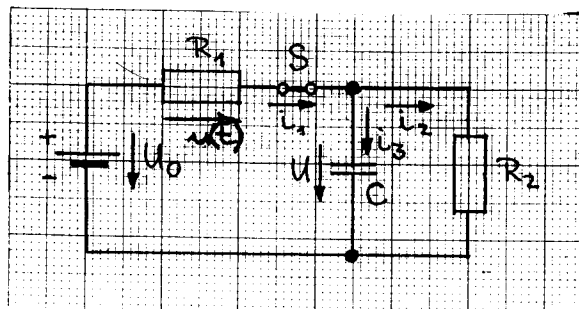 R₁ S
u(t) i₁ i₂
+ - U₀ U i₃ C R₂